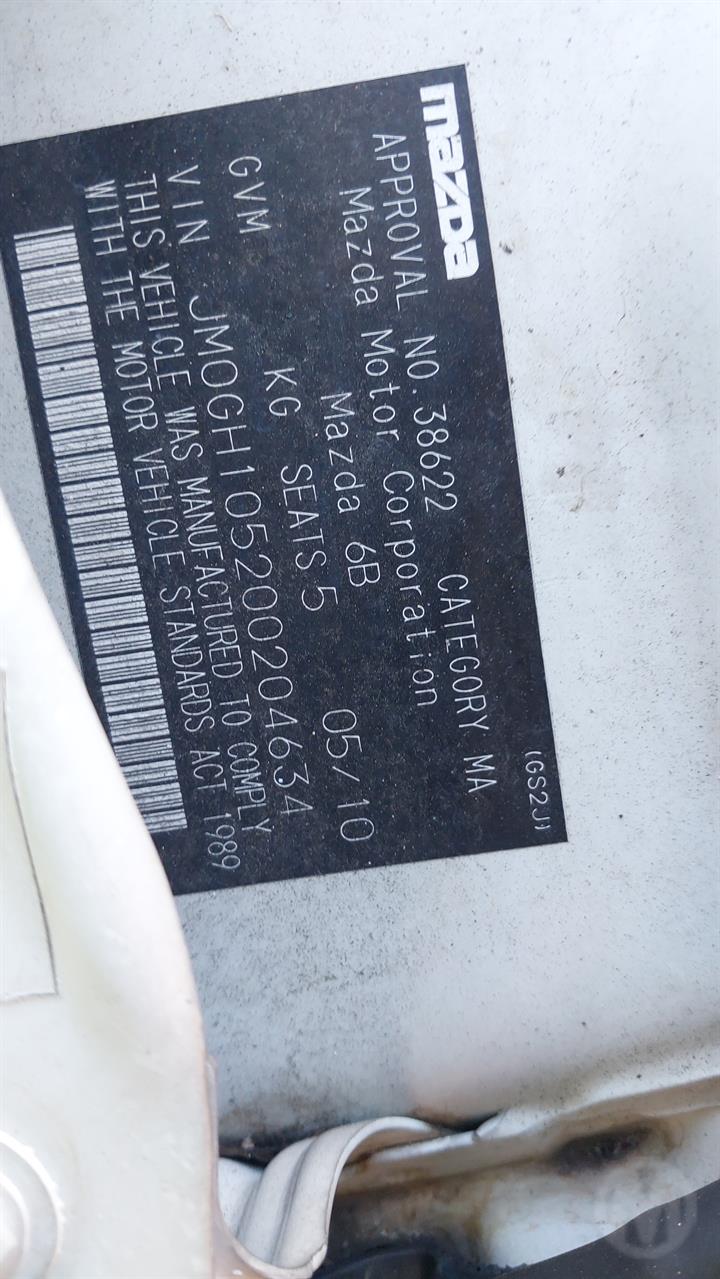 mazda
(GS2J)
APPROVAL NO. 38622 CATEGORY MA
Mazda Motor Corporation
Mazda 6B 05/10
GVM KG SEATS 5
VIN JM0GH105200204634
THIS VEHICLE WAS MANUFACTURED TO COMPLY
WITH THE MOTOR VEHICLE STANDARDS ACT 1989